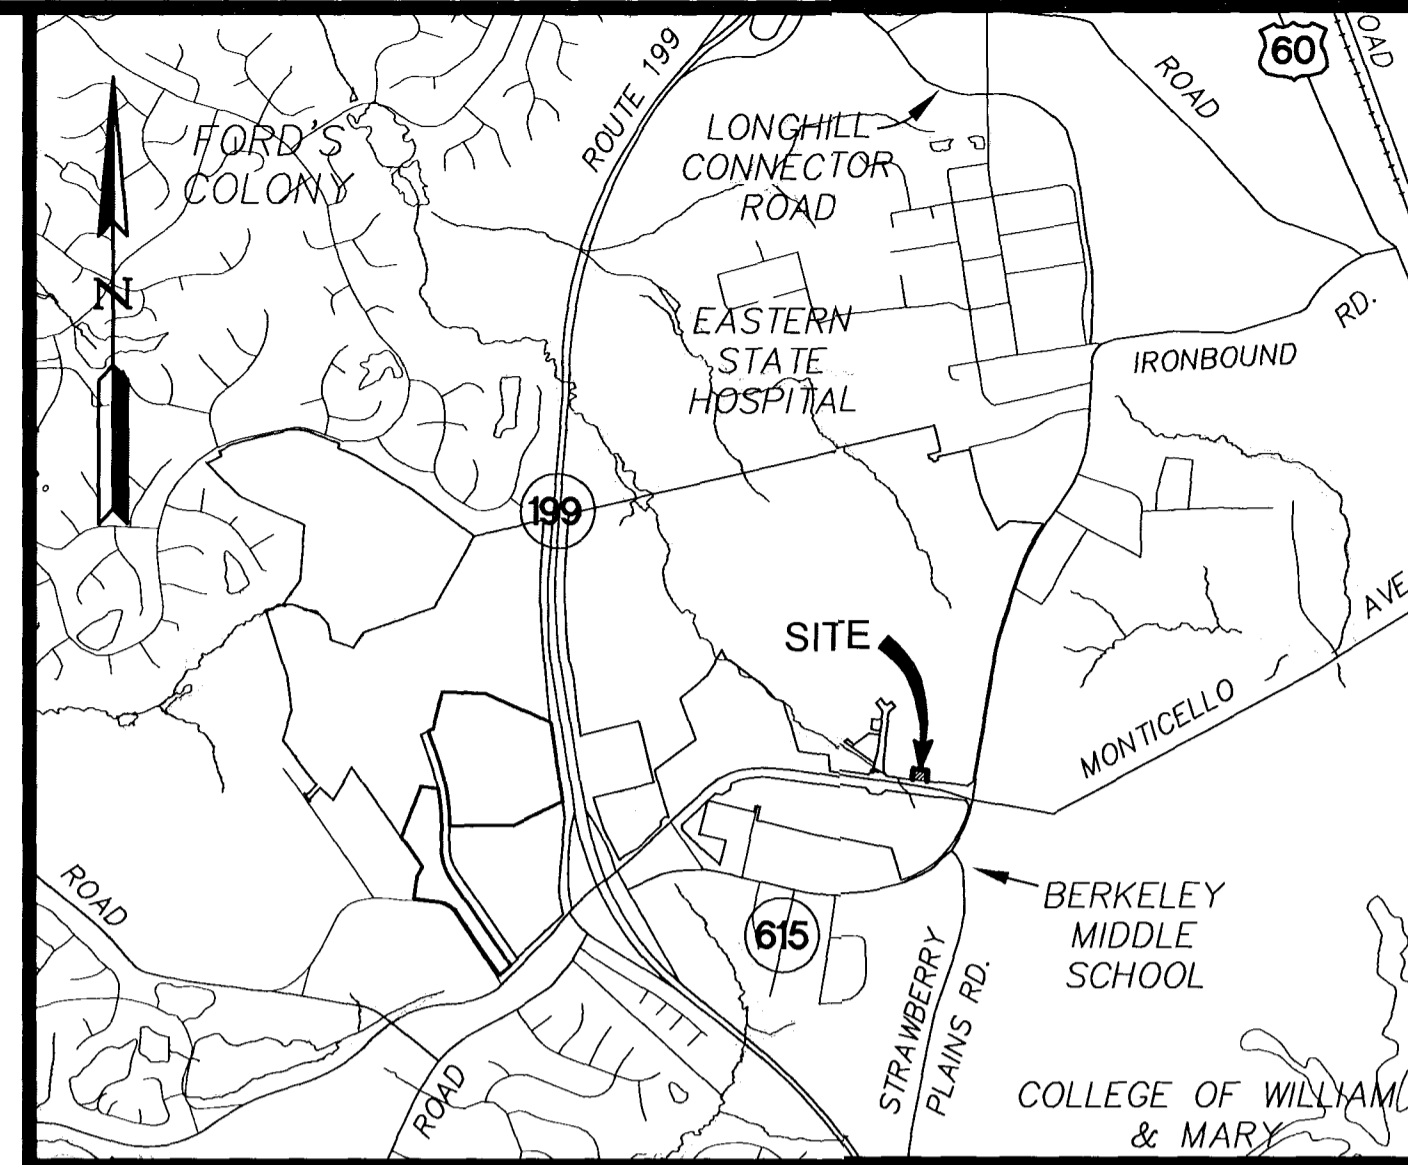 60
OAD
ROAD
ROUTE 199
FORD'S
COLONY
LONGHILL
CONNECTOR
ROAD
N
EASTERN
STATE
HOSPITAL
RD.
IRONBOUND
199
SITE
AVE
MONTICELLO
ROAD
BERKELEY
MIDDLE
SCHOOL
615
STRAWBERRY
PLAINS RD.
ROAD
COLLEGE OF WILLIAM
& MARY